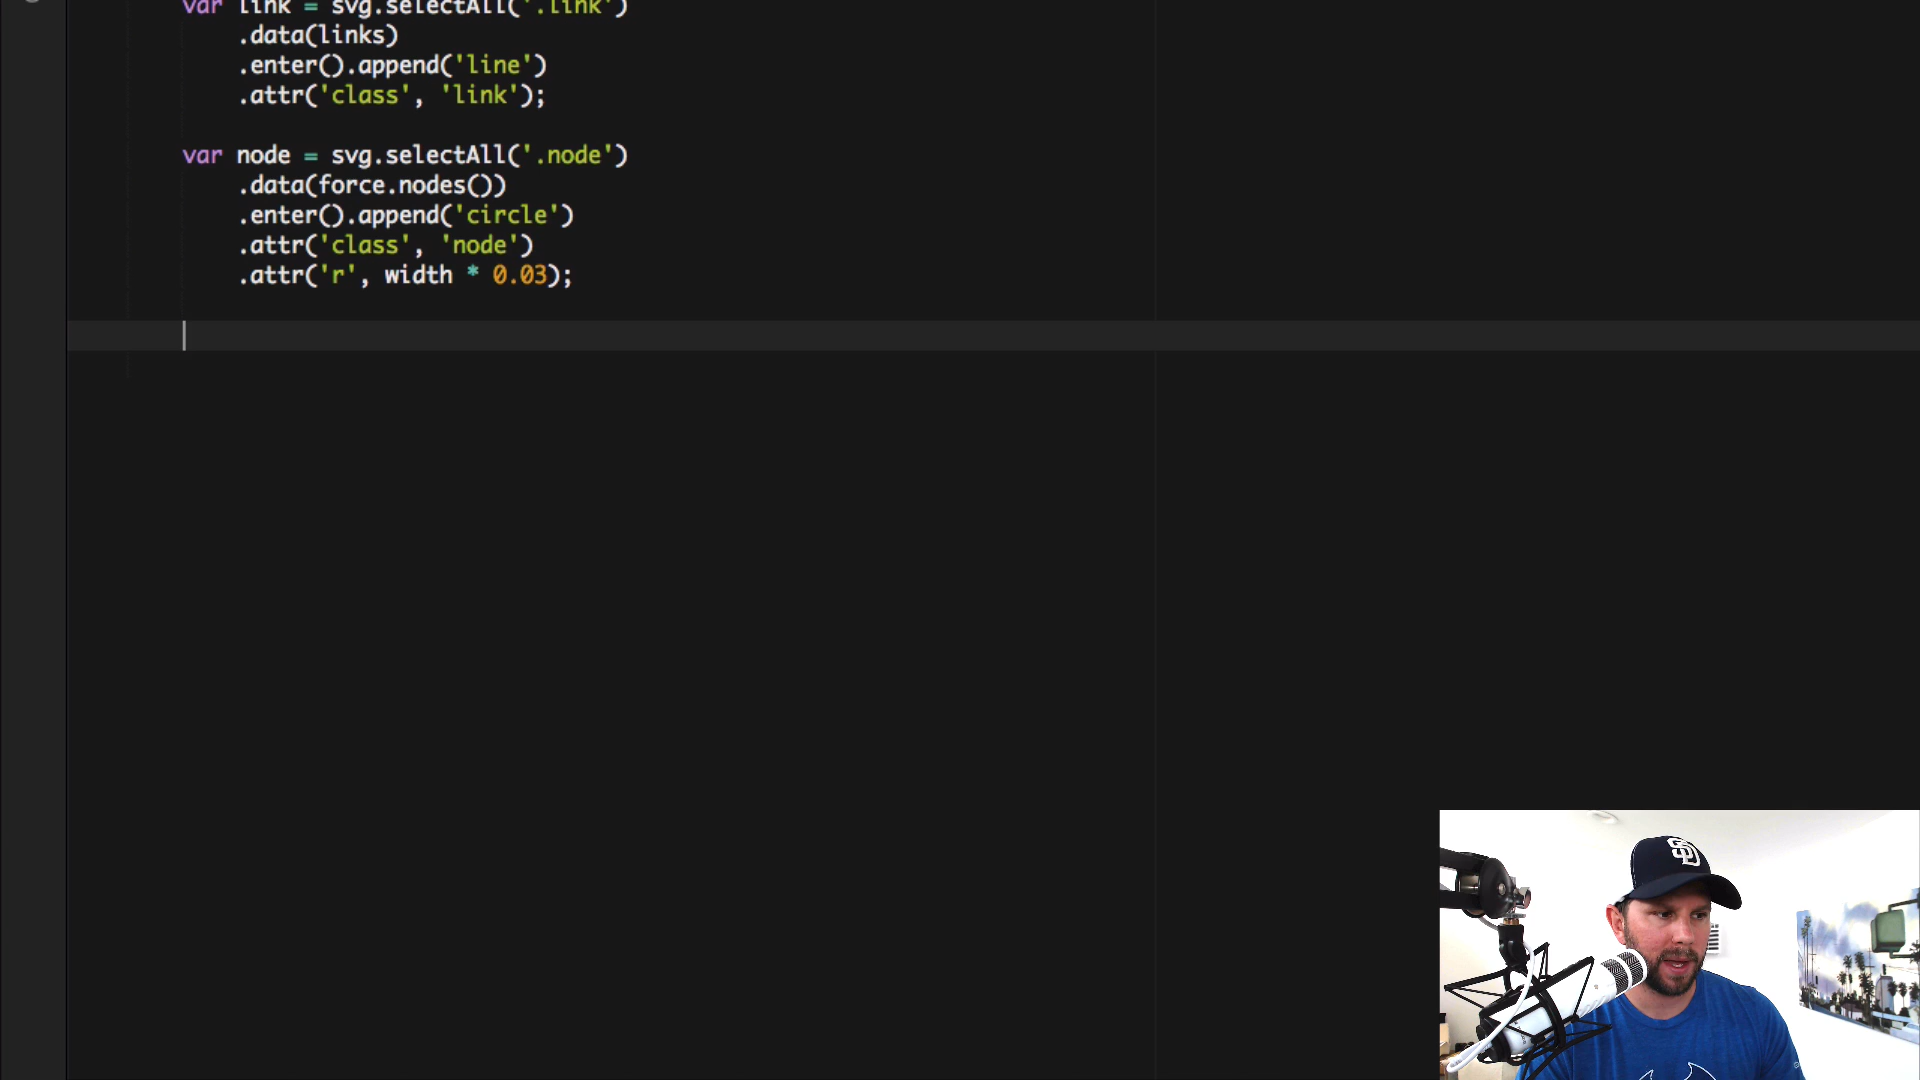 var link = svg.selectAll('.link')
.data(links)
.enter().append('line')
.attr('class', 'link');
var node = svg.selectAll('.node')
.data(force.nodes())
.enter().append('circle')
.attr('class', 'node')
.attr('r', width * 0.03);
SD